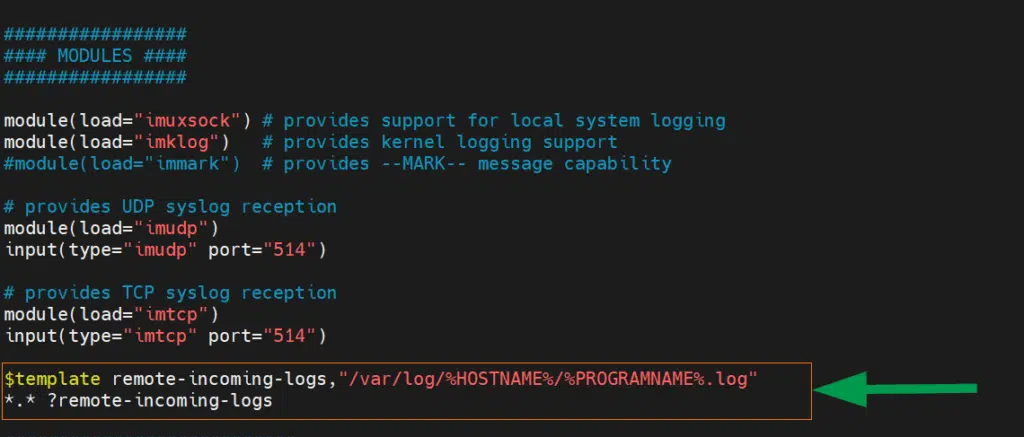 #################
#### MODULES ####
#################
module(load="imuxsock") # provides support for local system logging
module(load="imklog")   # provides kernel logging support
#module(load="immark")  # provides --MARK-- message capability
# provides UDP syslog reception
module(load="imudp")
input(type="imudp" port="514")
# provides TCP syslog reception
module(load="imtcp")
input(type="imtcp" port="514")
$template remote-incoming-logs,"/var/log/%HOSTNAME%/%PROGRAMNAME%.log"
*.* ?remote-incoming-logs